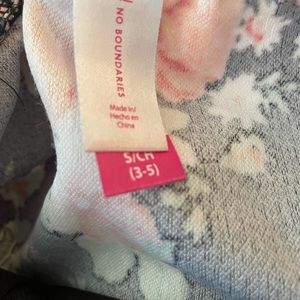 NO BOUNDARIES
Made in/
Hecho en
China
S/CH
(3-5)